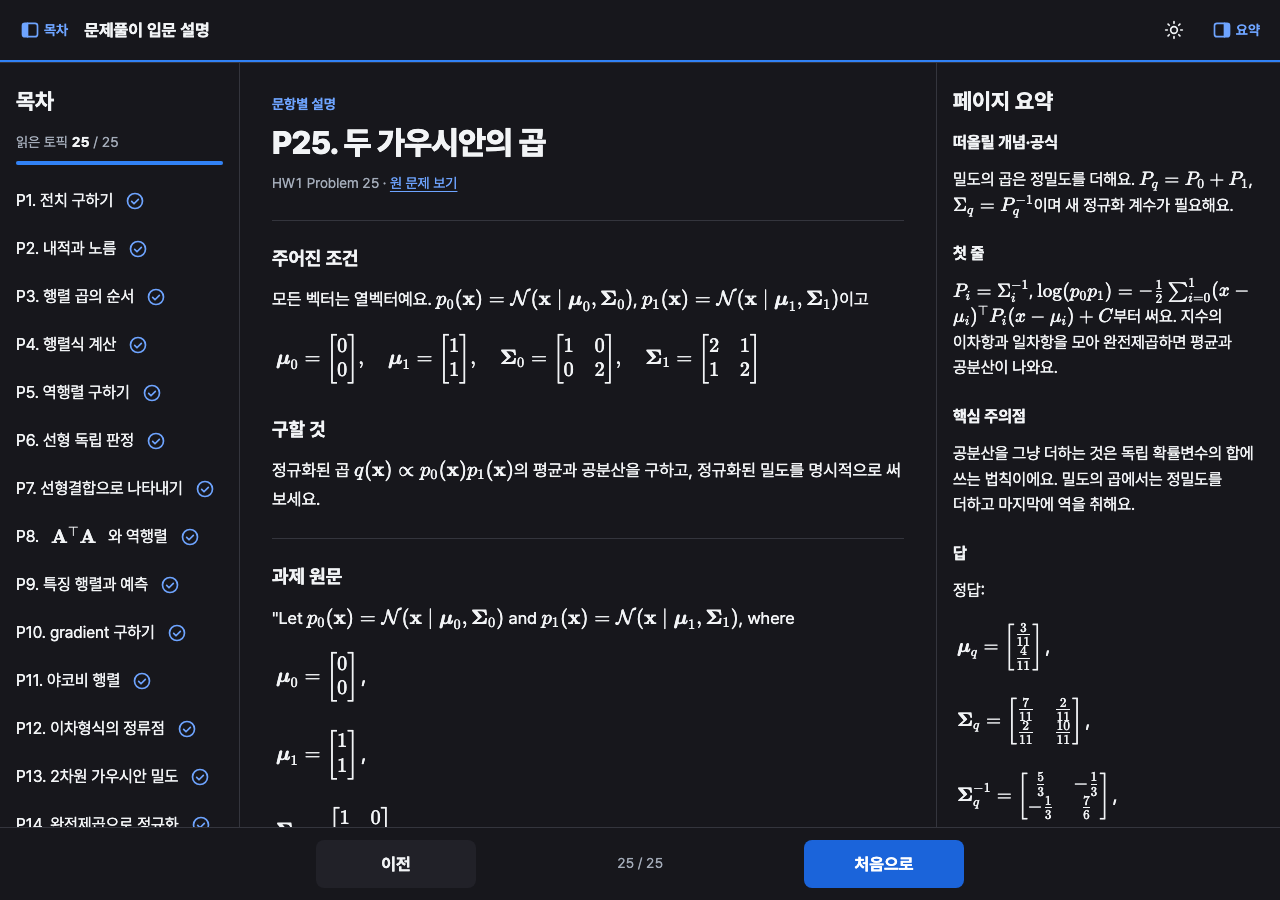 목차
문제풀이 입문 설명
요약
목차
읽은 토픽 25 / 25
P1. 전치 구하기
P2. 내적과 노름
P3. 행렬 곱의 순서
P4. 행렬식 계산
P5. 역행렬 구하기
P6. 선형 독립 판정
P7. 선형결합으로 나타내기
P8. A⊤A 와 역행렬
P9. 특징 행렬과 예측
P10. gradient 구하기
P11. 야코비 행렬
P12. 이차형식의 정류점
P13. 2차원 가우시안 밀도
P14. 완전제곱으로 정규화
문항별 설명
P25. 두 가우시안의 곱
HW1 Problem 25 · 원 문제 보기
주어진 조건
모든 벡터는 열벡터예요. p₀(x) = 𝒩(x | μ₀, Σ₀), p₁(x) = 𝒩(x | μ₁, Σ₁)이고
μ₀ = [0; 0], μ₁ = [1; 1], Σ₀ = [1 0; 0 2], Σ₁ = [2 1; 1 2]
구할 것
정규화된 곱 q(x) ∝ p₀(x)p₁(x)의 평균과 공분산을 구하고, 정규화된 밀도를 명시적으로 써
보세요.
과제 원문
"Let p₀(x) = 𝒩(x | μ₀, Σ₀) and p₁(x) = 𝒩(x | μ₁, Σ₁), where
μ₀ = [0; 0],
μ₁ = [1; 1],
[1 0
페이지 요약
떠올릴 개념·공식
밀도의 곱은 정밀도를 더해요. P_q = P₀ + P₁,
Σ_q = P_q⁻¹이며 새 정규화 계수가 필요해요.
첫 줄
P_i = Σ_i⁻¹, log(p₀p₁) = −½ ∑_{i=0}^{1}(x −
μ_i)⊤P_i(x − μ_i) + C부터 써요. 지수의
이차항과 일차항을 모아 완전제곱하면 평균과
공분산이 나와요.
핵심 주의점
공분산을 그냥 더하는 것은 독립 확률변수의 합에
쓰는 법칙이에요. 밀도의 곱에서는 정밀도를
더하고 마지막에 역을 취해요.
답
정답:
μ_q = [3/11; 4/11],
Σ_q = [7/11 2/11; 2/11 10/11],
Σ_q⁻¹ = [5/3 −1/3; −1/3 7/6],
이전
25 / 25
처음으로